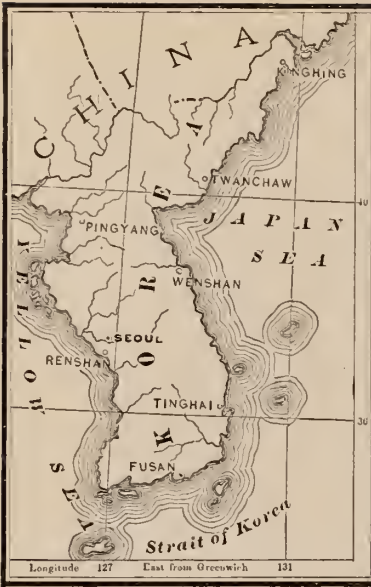 CHINA
KINGHING
TWANCHAW
40
JAPAN
SEA
PINGYANG
WENSHAN
KOREA
YELLOW
SEA
SEOUL
RENSHAN
TINGHAI
FUSAN
Strait of Korea
Longitude 127 East from Greenwich 131